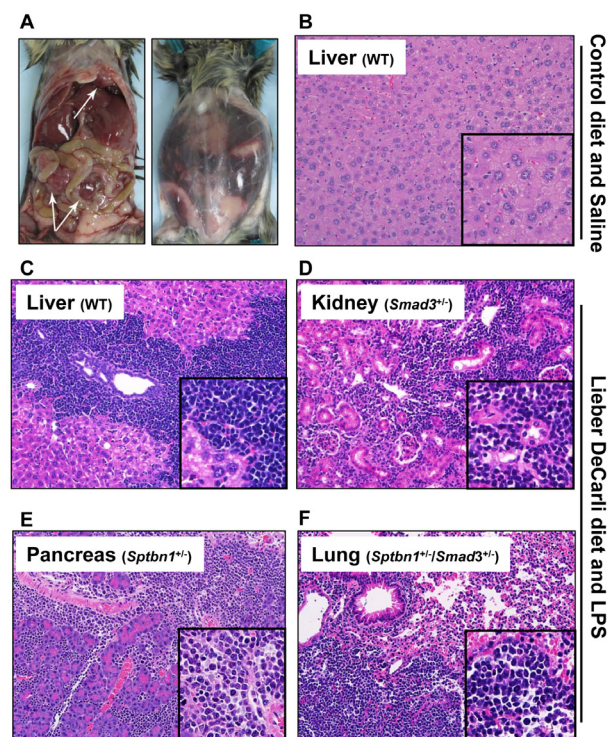 A
B
Liver (WT)
Control diet and Saline
C
Liver (WT)
D
Kidney (Smad3+/-)
E
Pancreas (Sptbn1+/-)
F
Lung (Sptbn1+/-/Smad3+/-)
Lieber DeCarli diet and LPS